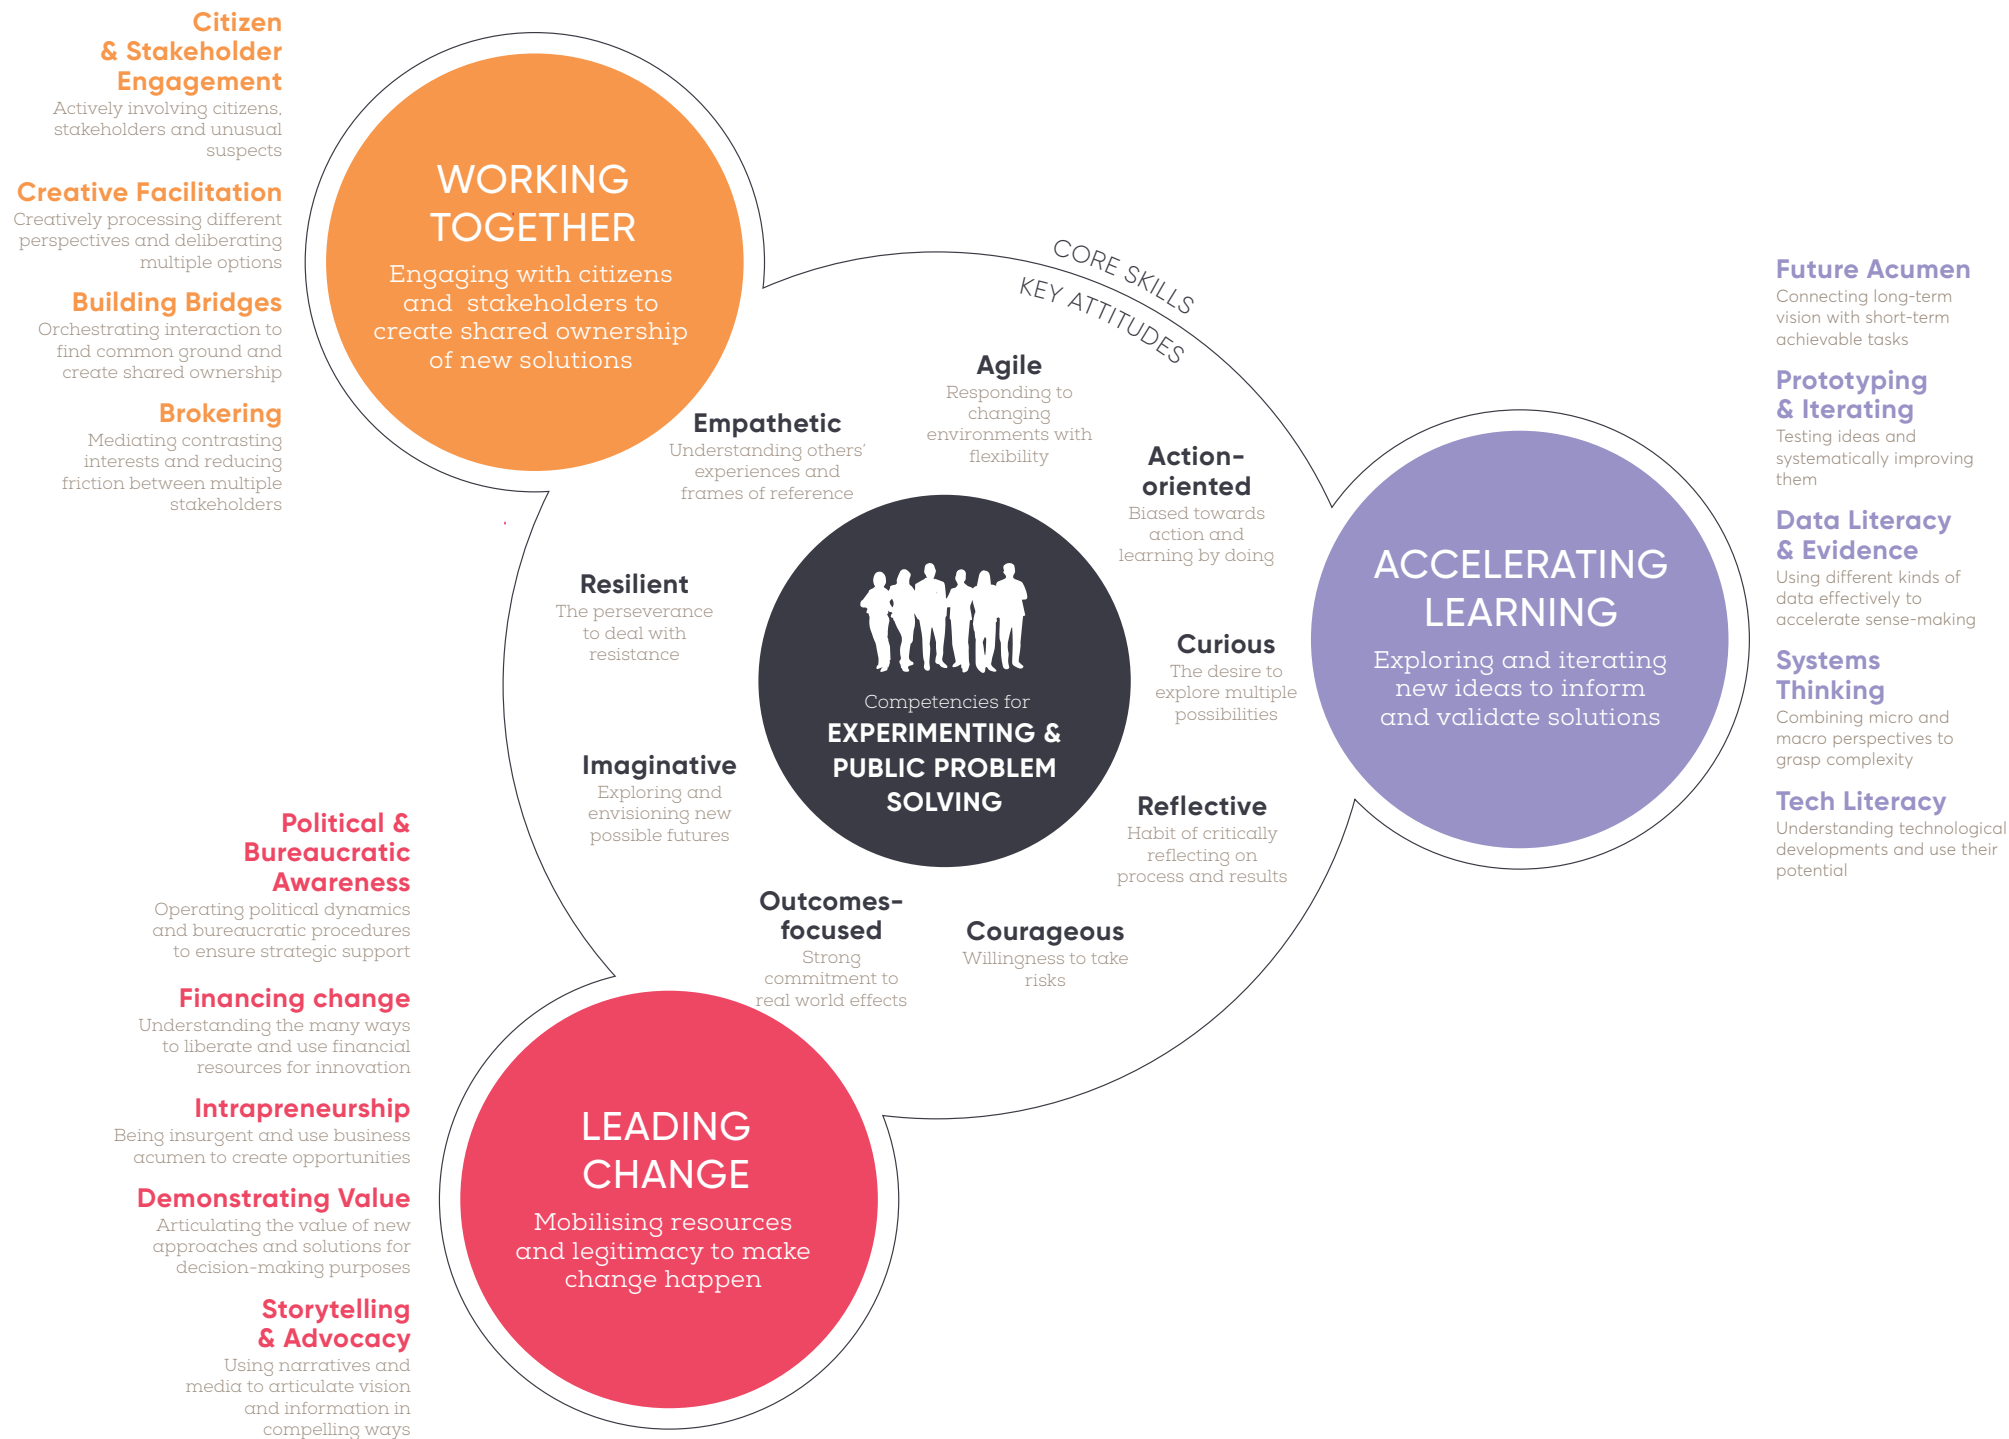 Citizen
& Stakeholder
Engagement
Actively involving citizens,
stakeholders and unusual
suspects
Creative Facilitation
Creatively processing different
perspectives and deliberating
multiple options
Building Bridges
Orchestrating interaction to
find common ground and
create shared ownership
Brokering
Mediating contrasting
interests and reducing
friction between multiple
stakeholders
WORKING
TOGETHER
Engaging with citizens
and stakeholders to
create shared ownership
of new solutions
CORE SKILLS
KEY ATTITUDES
Empathetic
Understanding others’
experiences and
frames of reference
Agile
Responding to
changing
environments with
flexibility
Action-
oriented
Biased towards
action and
learning by doing
Curious
The desire to
explore multiple
possibilities
Reflective
Habit of critically
reflecting on
process and results
Courageous
Willingness to take
risks
Outcomes-
focused
Strong
commitment to
real world effects
Imaginative
Exploring and
envisioning new
possible futures
Resilient
The perseverance
to deal with
resistance
Competencies for
EXPERIMENTING &
PUBLIC PROBLEM
SOLVING
ACCELERATING
LEARNING
Exploring and iterating
new ideas to inform
and validate solutions
Future Acumen
Connecting long-term
vision with short-term
achievable tasks
Prototyping
& Iterating
Testing ideas and
systematically improving
them
Data Literacy
& Evidence
Using different kinds of
data effectively to
accelerate sense-making
Systems
Thinking
Combining micro and
macro perspectives to
grasp complexity
Tech Literacy
Understanding technological
developments and use their
potential
Political &
Bureaucratic
Awareness
Operating political dynamics
and bureaucratic procedures
to ensure strategic support
Financing change
Understanding the many ways
to liberate and use financial
resources for innovation
Intrapreneurship
Being insurgent and use business
acumen to create opportunities
Demonstrating Value
Articulating the value of new
approaches and solutions for
decision-making purposes
Storytelling
& Advocacy
Using narratives and
media to articulate vision
and information in
compelling ways
LEADING
CHANGE
Mobilising resources
and legitimacy to make
change happen